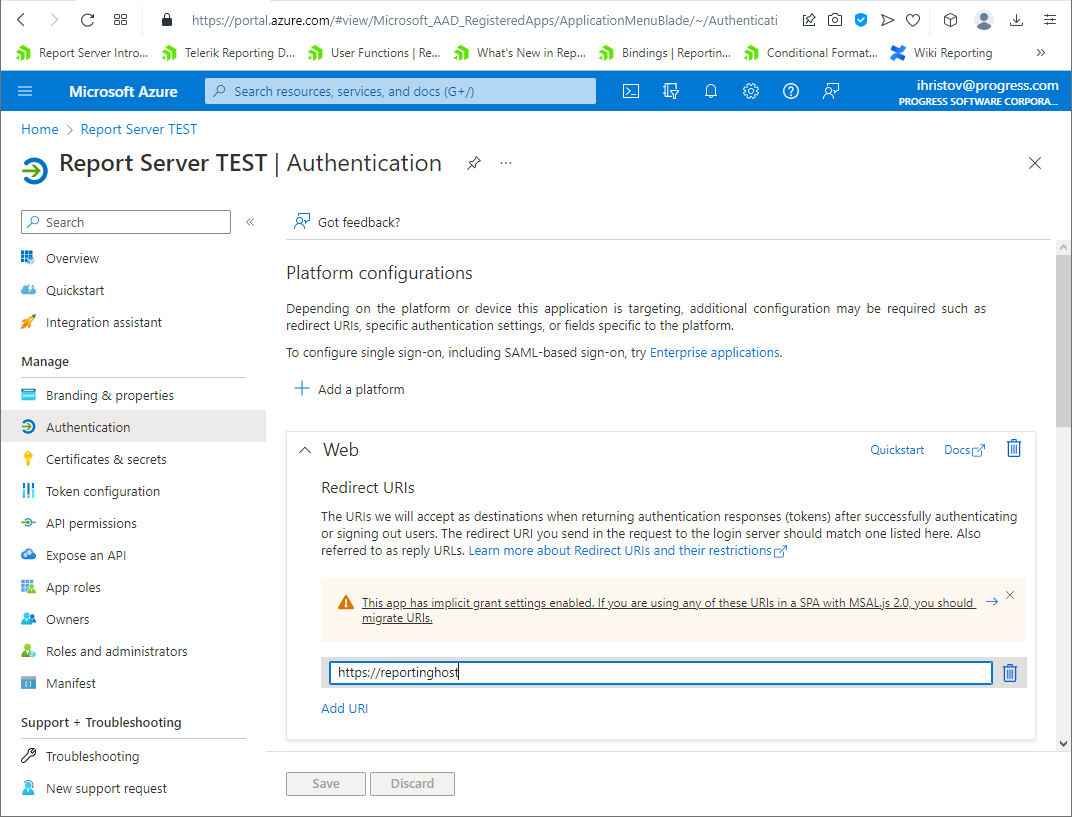 https://portal.azure.com/#view/Microsoft_AAD_RegisteredApps/ApplicationMenuBlade/~/Authenticati
Report Server Intro... Telerik Reporting D... User Functions | Re... What's New in Rep... Bindings | Reportin... Conditional Format... Wiki Reporting »
Microsoft Azure
Search resources, services, and docs (G+/)
ihristov@progress.com
PROGRESS SOFTWARE CORPORA...
Home > Report Server TEST
Report Server TEST | Authentication ...
Search «
Overview
Quickstart
Integration assistant
Manage
Branding & properties
Authentication
Certificates & secrets
Token configuration
API permissions
Expose an API
App roles
Owners
Roles and administrators
Manifest
Support + Troubleshooting
Troubleshooting
New support request
Got feedback?
Platform configurations
Depending on the platform or device this application is targeting, additional configuration may be required such as
redirect URIs, specific authentication settings, or fields specific to the platform.
To configure single sign-on, including SAML-based sign-on, try Enterprise applications.
Add a platform
Web Quickstart Docs
Redirect URIs
The URIs we will accept as destinations when returning authentication responses (tokens) after successfully authenticating
or signing out users. The redirect URI you send in the request to the login server should match one listed here. Also
referred to as reply URLs. Learn more about Redirect URIs and their restrictions
This app has implicit grant settings enabled. If you are using any of these URIs in a SPA with MSAL.js 2.0, you should
migrate URIs.
https://reportinghost
Add URI
Save Discard